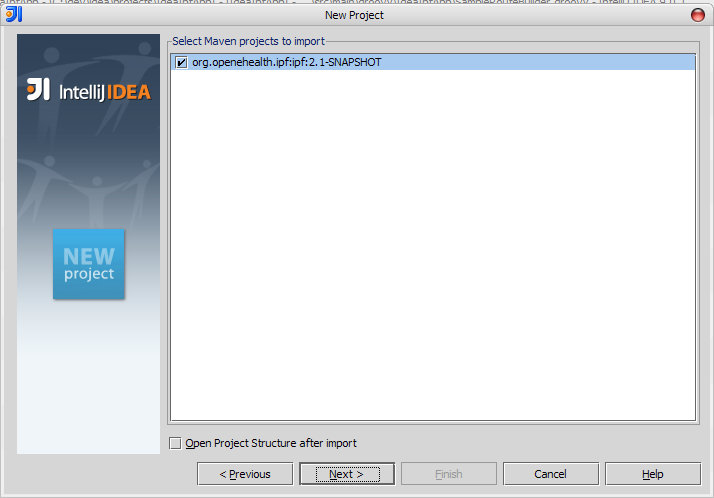 New Project
Select Maven projects to import
org.openehealth.ipf:ipf:2.1-SNAPSHOT
IntelliJ IDEA
NEW
project
Open Project Structure after import
< Previous
Next >
Finish
Cancel
Help